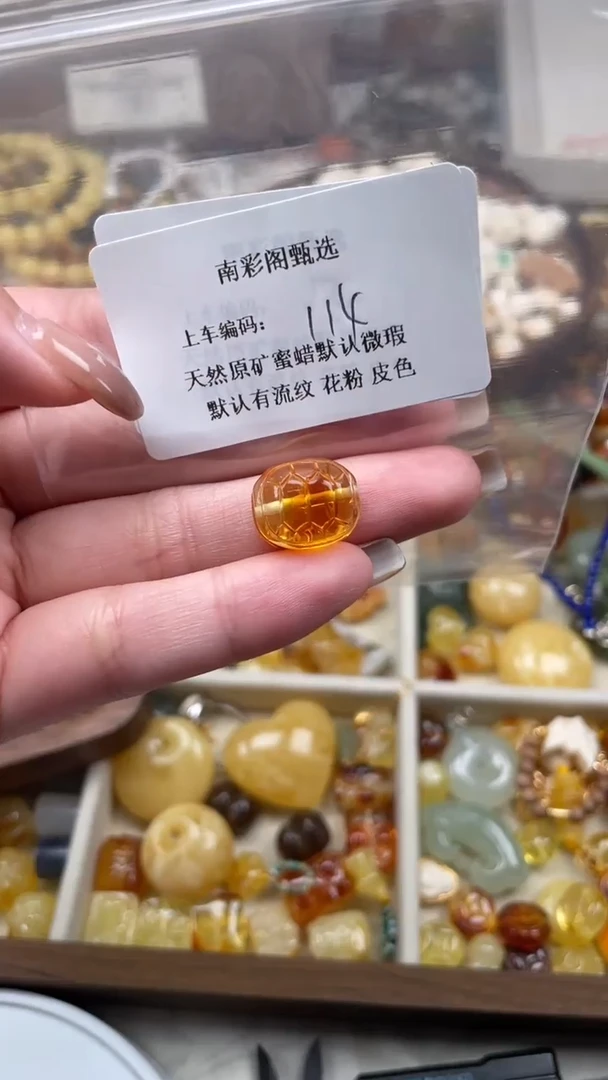 南彩阁甄选
上车编码： 114
天然原矿蜜蜡默认微瑕
默认有流纹 花粉 皮色